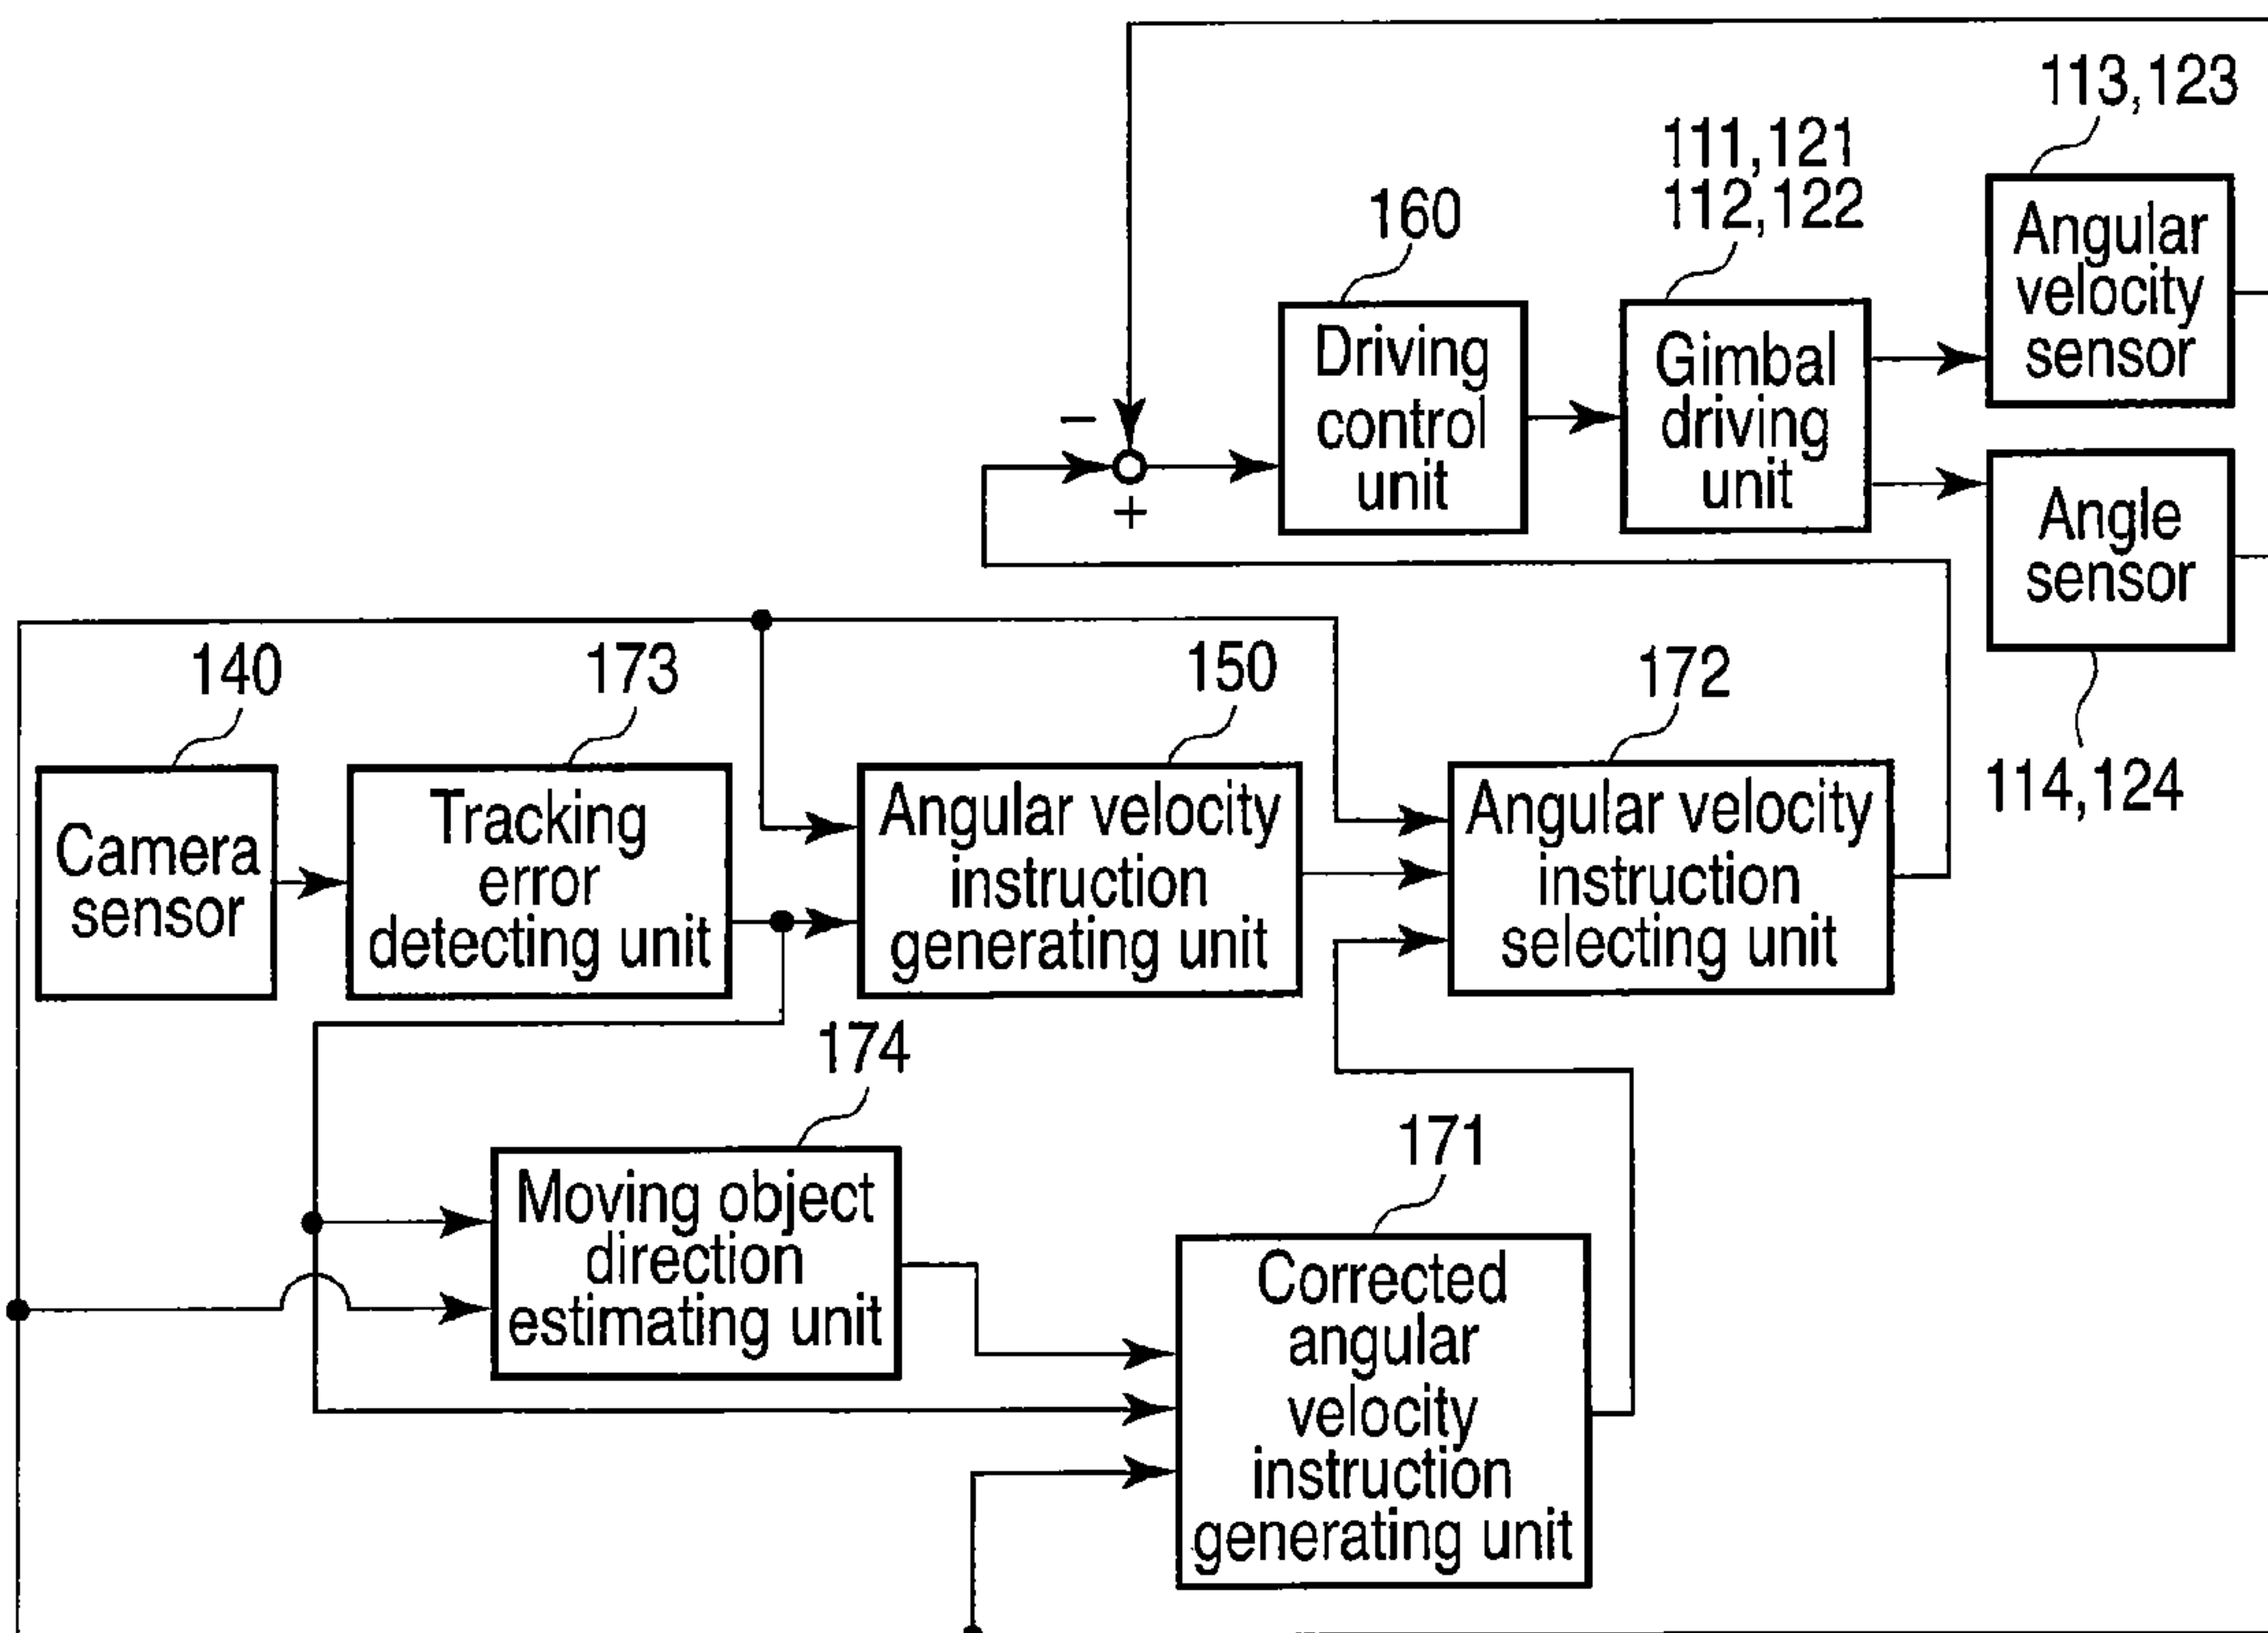 113,123
111,121
112,122
160
Angular
velocity
sensor
Driving
control
unit
Gimbal
driving
unit
−
+
Angle
sensor
114,124
140
173
150
172
Camera
sensor
Tracking
error
detecting unit
Angular velocity
instruction
generating unit
Angular velocity
instruction
selecting unit
174
Moving object
direction
estimating unit
171
Corrected
angular
velocity
instruction
generating unit